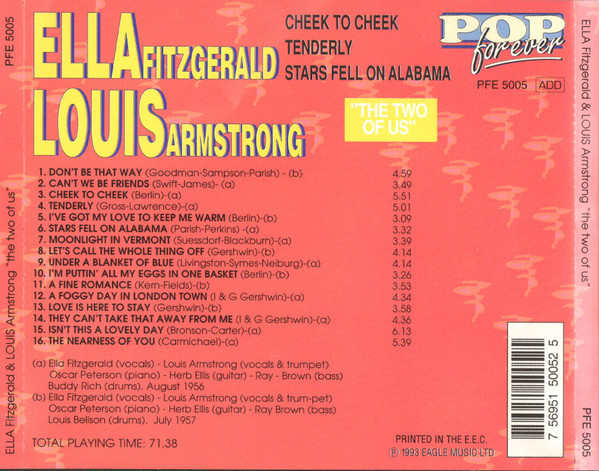 PFE 5005
ELLA Fitzgerald & LOUIS Armstrong "the two of us"
ELLA FITZGERALD
LOUIS ARMSTRONG
CHEEK TO CHEEK
TENDERLY
STARS FELL ON ALABAMA
POP
forever
PFE 5005 ADD
"THE TWO
OF US"
1. DON'T BE THAT WAY (Goodman-Sampson-Parish) - (b) 4.59
2. CAN'T WE BE FRIENDS (Swift-James)- (a) 3.49
3. CHEEK TO CHEEK (Berlin)-(a) 5.51
4. TENDERLY (Gross-Lawrence)-(a) 5.01
5. I'VE GOT MY LOVE TO KEEP ME WARM (Berlin)-(b) 3.09
6. STARS FELL ON ALABAMA (Parish-Perkins) -(a) 3.32
7. MOONLIGHT IN VERMONT (Suessdorf-Blackburn)-(a) 3.39
8. LET'S CALL THE WHOLE THING OFF (Gershwin)- (b) 4.14
9. UNDER A BLANKET OF BLUE (Livingston-Symes-Neiburg)-(a) 4.14
10. I'M PUTTIN' ALL MY EGGS IN ONE BASKET (Berlin)-(b) 3.26
11. A FINE ROMANCE (Kern-Fields)-(b) 3.53
12. A FOGGY DAY IN LONDON TOWN (I & G Gershwin)-(a) 4.34
13. LOVE IS HERE TO STAY (Gershwin)-(b) 3.58
14. THEY CAN'T TAKE THAT AWAY FROM ME (I & G Gershwin)-(a) 4.36
15. ISN'T THIS A LOVELY DAY (Bronson-Carter)-(a) 6.13
16. THE NEARNESS OF YOU (Carmichael)-(a) 5.39
(a) Ella Fitzgerald (vocals) - Louis Armstrong (vocals & trumpet)
Oscar Peterson (piano) - Herb Ellis (guitar) - Ray - Brown (bass)
Buddy Rich (drums). August 1956
(b) Ella Fitzgerald (vocals) - Louis Armstrong (vocals & trum-pet)
Oscar Peterson (piano) - Herb Ellis (guitar) - Ray Brown (bass)
Louis Bellson (drums). July 1957
TOTAL PLAYING TIME: 71.38
PRINTED IN THE E.E.C.
℗ 1993 EAGLE MUSIC LTD
7 56951 50052 5
ELLA Fitzgerald & LOUIS Armstrong "the two of us"
PFE 5005